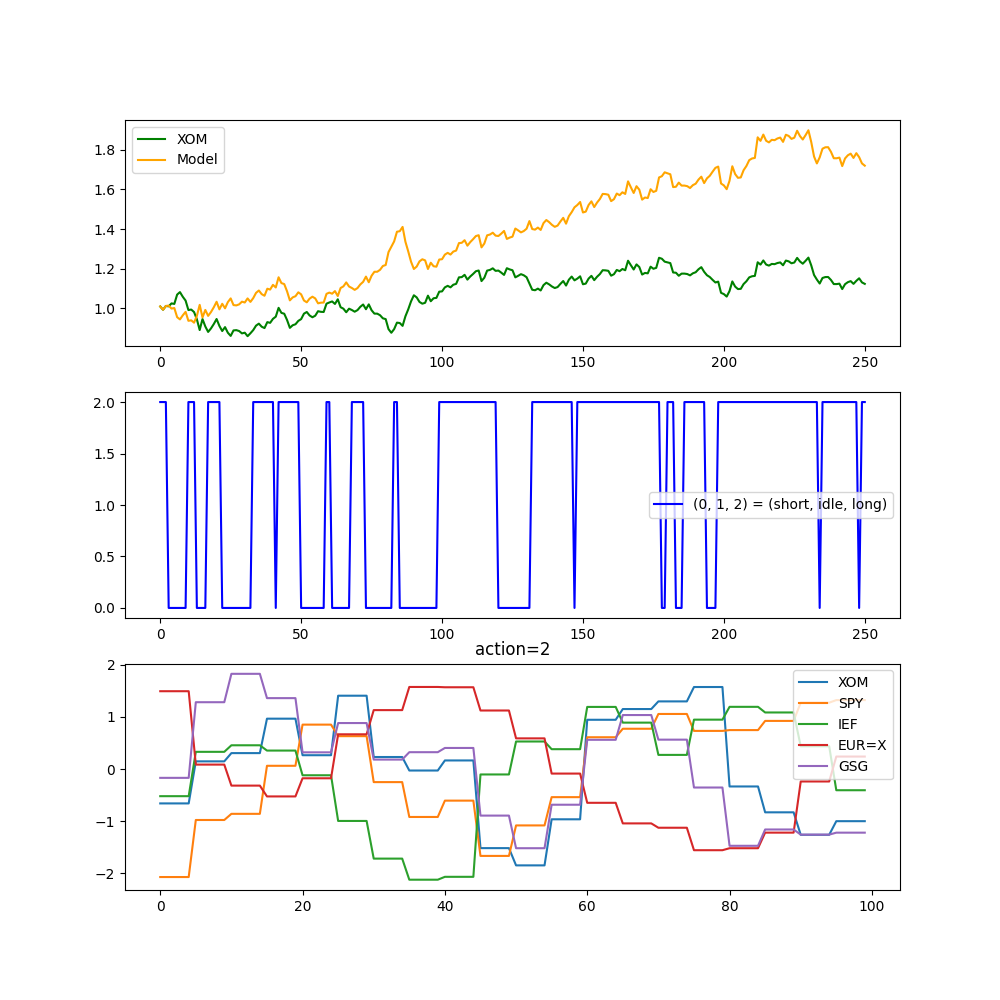 XOM
Model
1.8
1.6
1.4
1.2
1.0
0 50 100 150 200 250
2.0
1.5
1.0
0.5
0.0
(0, 1, 2) = (short, idle, long)
0 50 100 150 200 250
action=2
2
1
0
−1
−2
XOM
SPY
IEF
EUR=X
GSG
0 20 40 60 80 100